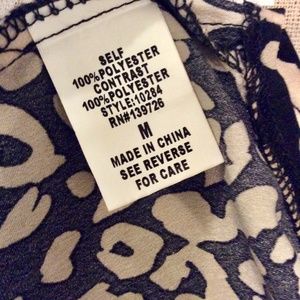 SELF
100%POLYESTER
CONTRAST
100%POLYESTER
STYLE:10284
RN#139726
M
MADE IN CHINA
SEE REVERSE
FOR CARE